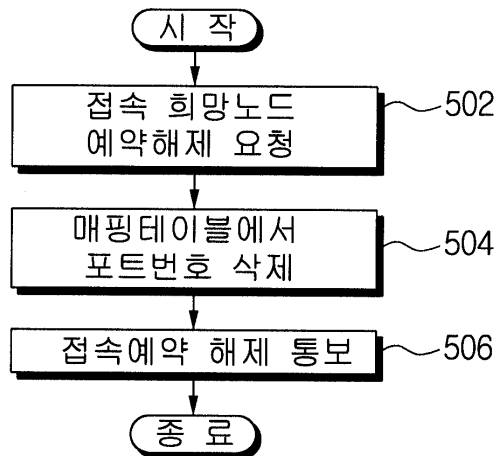 시 작
접속 희망노드
예약해제 요청
502
매핑테이블에서
포트번호 삭제
504
접속예약 해제 통보
506
종 료